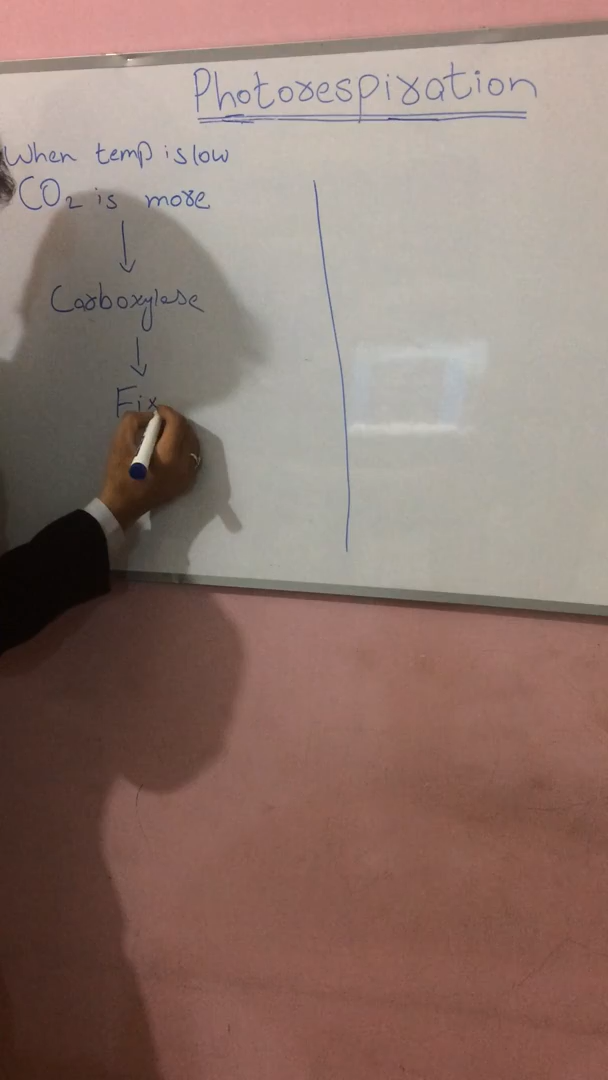 Photorespiration
When temp is low
CO₂ is more
↓
Carboxylase
↓
Fix